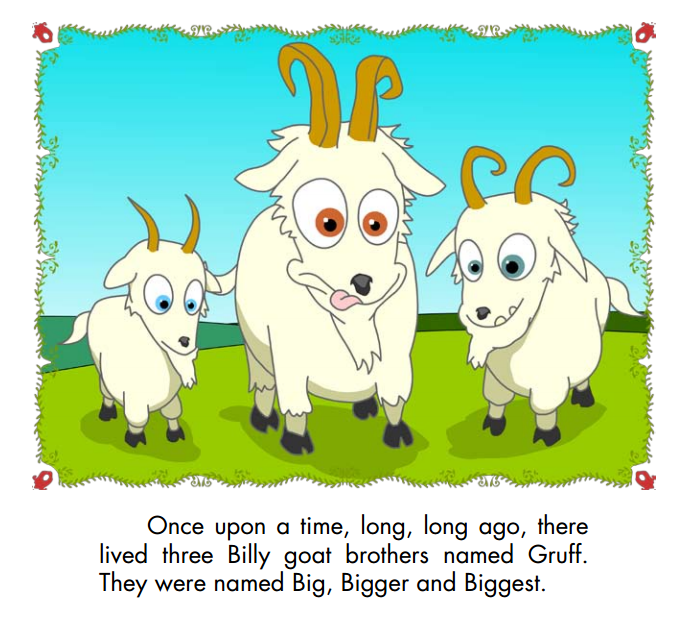 Once upon a time, long, long ago, there
lived three Billy goat brothers named Gruff.
They were named Big, Bigger and Biggest.